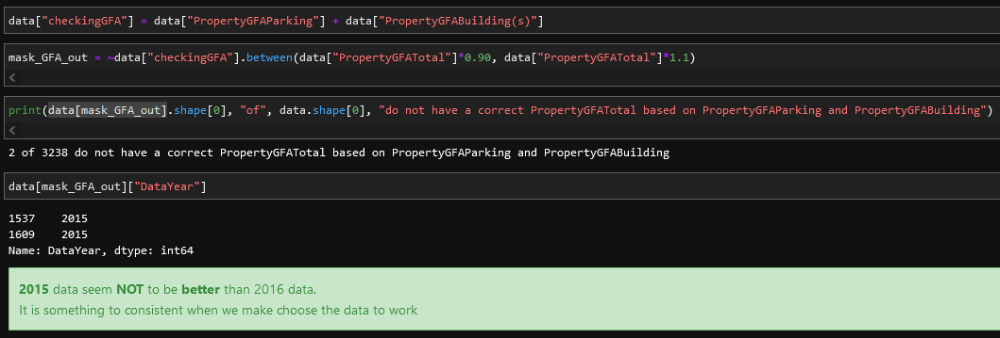 data["checkingGFA"] = data["PropertyGFAParking"] + data["PropertyGFABuilding(s)"]
mask_GFA_out = ~data["checkingGFA"].between(data["PropertyGFATotal"]*0.90, data["PropertyGFATotal"]*1.1)
print(data[mask_GFA_out].shape[0], "of", data.shape[0], "do not have a correct PropertyGFATotal based on PropertyGFAParking and PropertyGFABuilding")
2 of 3238 do not have a correct PropertyGFATotal based on PropertyGFAParking and PropertyGFABuilding
data[mask_GFA_out]["DataYear"]
1537    2015
1609    2015
Name: DataYear, dtype: int64
2015 data seem NOT to be better than 2016 data.
It is something to consistent when we make choose the data to work